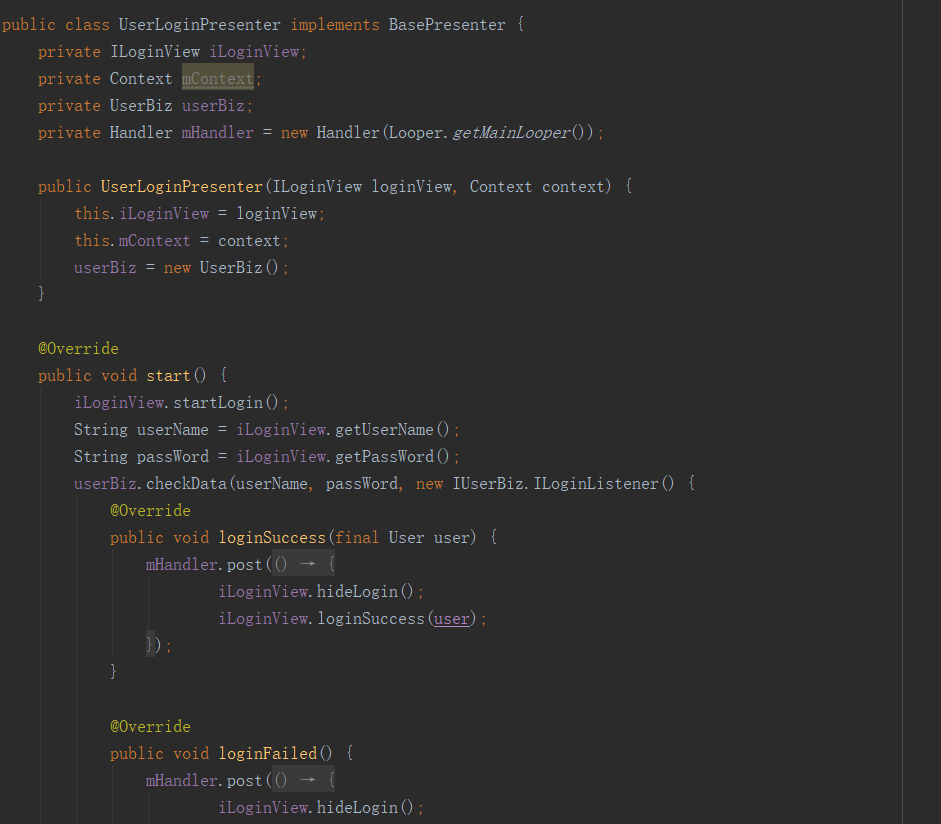 public class UserLoginPresenter implements BasePresenter {
    private ILoginView iLoginView;
    private Context mContext;
    private UserBiz userBiz;
    private Handler mHandler = new Handler(Looper.getMainLooper());

    public UserLoginPresenter(ILoginView loginView, Context context) {
        this.iLoginView = loginView;
        this.mContext = context;
        userBiz = new UserBiz();
    }

    @Override
    public void start() {
        iLoginView.startLogin();
        String userName = iLoginView.getUserName();
        String passWord = iLoginView.getPassWord();
        userBiz.checkData(userName, passWord, new IUserBiz.ILoginListener() {
            @Override
            public void loginSuccess(final User user) {
                mHandler.post(() → {
                        iLoginView.hideLogin();
                        iLoginView.loginSuccess(user);
                });
            }

            @Override
            public void loginFailed() {
                mHandler.post(() → {
                        iLoginView.hideLogin();